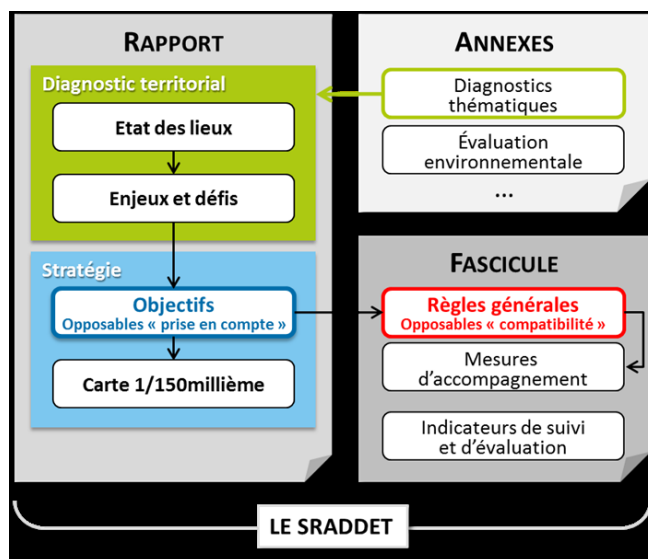 RAPPORT
Diagnostic territorial
Etat des lieux
Enjeux et défis
Stratégie
Objectifs
Opposables « prise en compte »
Carte 1/150millième
ANNEXES
Diagnostics
thématiques
Évaluation
environnementale
...
FASCICULE
Règles générales
Opposables « compatibilité »
Mesures
d'accompagnement
Indicateurs de suivi
et d'évaluation
LE SRADDET